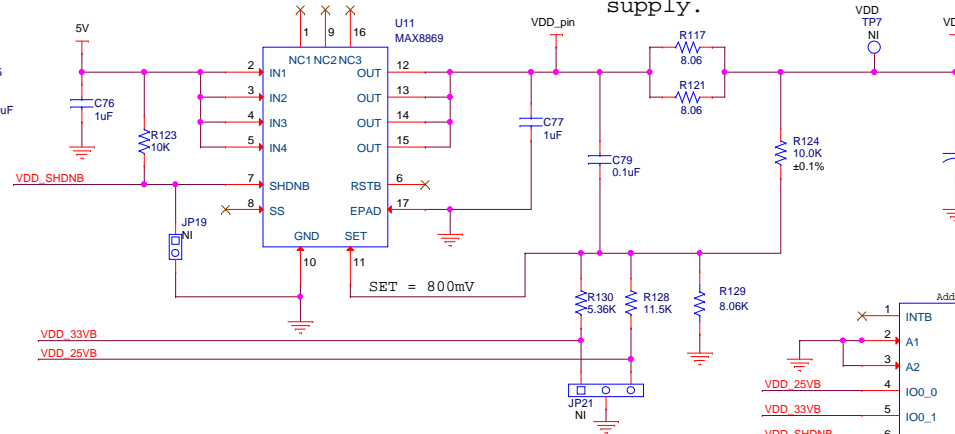 supply.
5V
U11
MAX8869
VDD_pin
VDD
TP7
NI
R117
8.06
1
9
16
NC1 NC2 NC3
2
IN1
OUT
12
3
IN2
OUT
13
4
IN3
OUT
14
5
IN4
OUT
15
7
SHDNB
RSTB
6
8
SS
EPAD
17
GND
SET
10
11
uF
C76
1uF
R123
10K
VDD_SHDNB
JP19
NI
C77
1uF
C79
0.1uF
R121
8.06
R124
10.0K
±0.1%
SET = 800mV
R130
5.36K
R128
11.5K
R129
8.06K
VDD_33VB
VDD_25VB
JP21
NI
Add
1
INTB
2
A1
3
A2
VDD_25VB
4
IO0_0
VDD_33VB
5
IO0_1
VDD_SHDNB